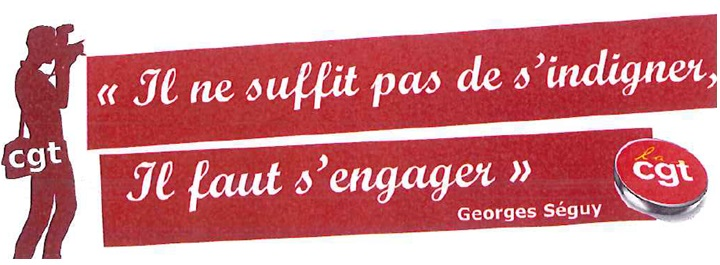 « Il ne suffit pas de s'indigner,
cgt
Il faut s'engager »
la
cgt
Georges Séguy